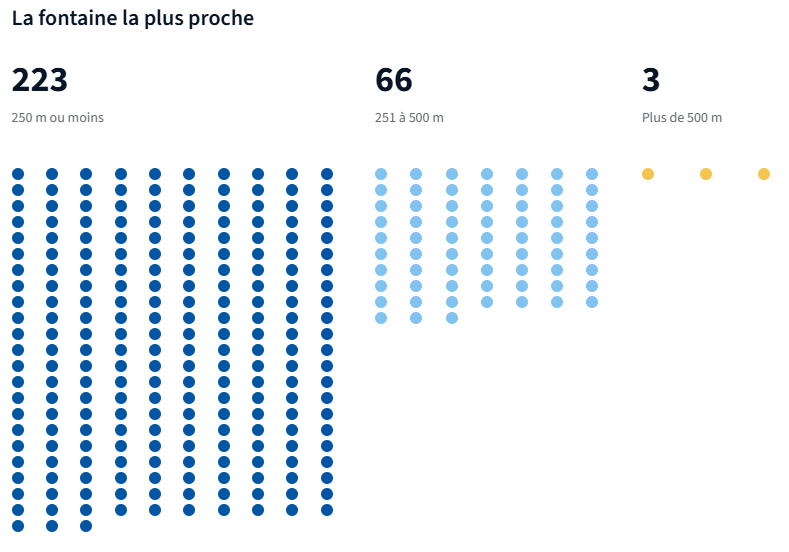 La fontaine la plus proche
223
250 m ou moins
66
251 à 500 m
3
Plus de 500 m